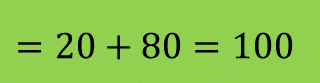 = 20 + 80 = 100